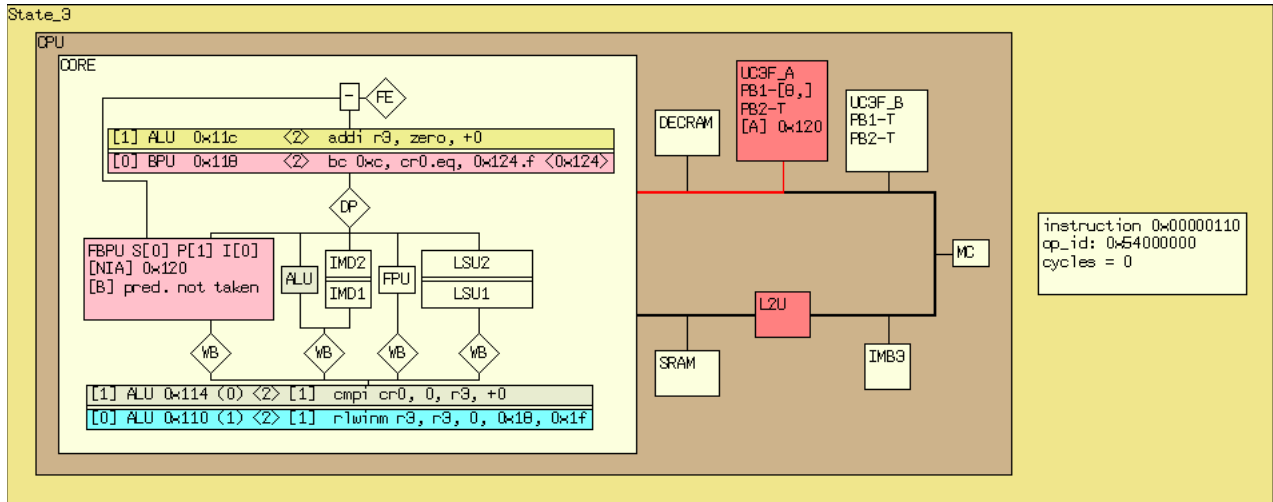 State_3
CPU
CORE
-
FE
[1] ALU 0x11c <2> addi r3, zero, +0
[0] BPU 0x118 <2> bc 0xc, cr0.eq, 0x124.f <0x124>
DP
FBPU S[0] P[1] I[0]
[NIA] 0x120
[B] pred. not taken
ALU
IMD2
IMD1
FPU
LSU2
LSU1
WB
WB
WB
WB
[1] ALU 0x114 (0) <2> [1] cmpi cr0, 0, r3, +0
[0] ALU 0x110 (1) <2> [1] rlwinm r3, r3, 0, 0x18, 0x1f
DECRAM
UC3F_A
PB1-[0,]
PB2-T
[A] 0x120
UC3F_B
PB1-T
PB2-T
MC
L2U
SRAM
IMB3
instruction 0x00000110
op_id: 0x54000000
cycles = 0